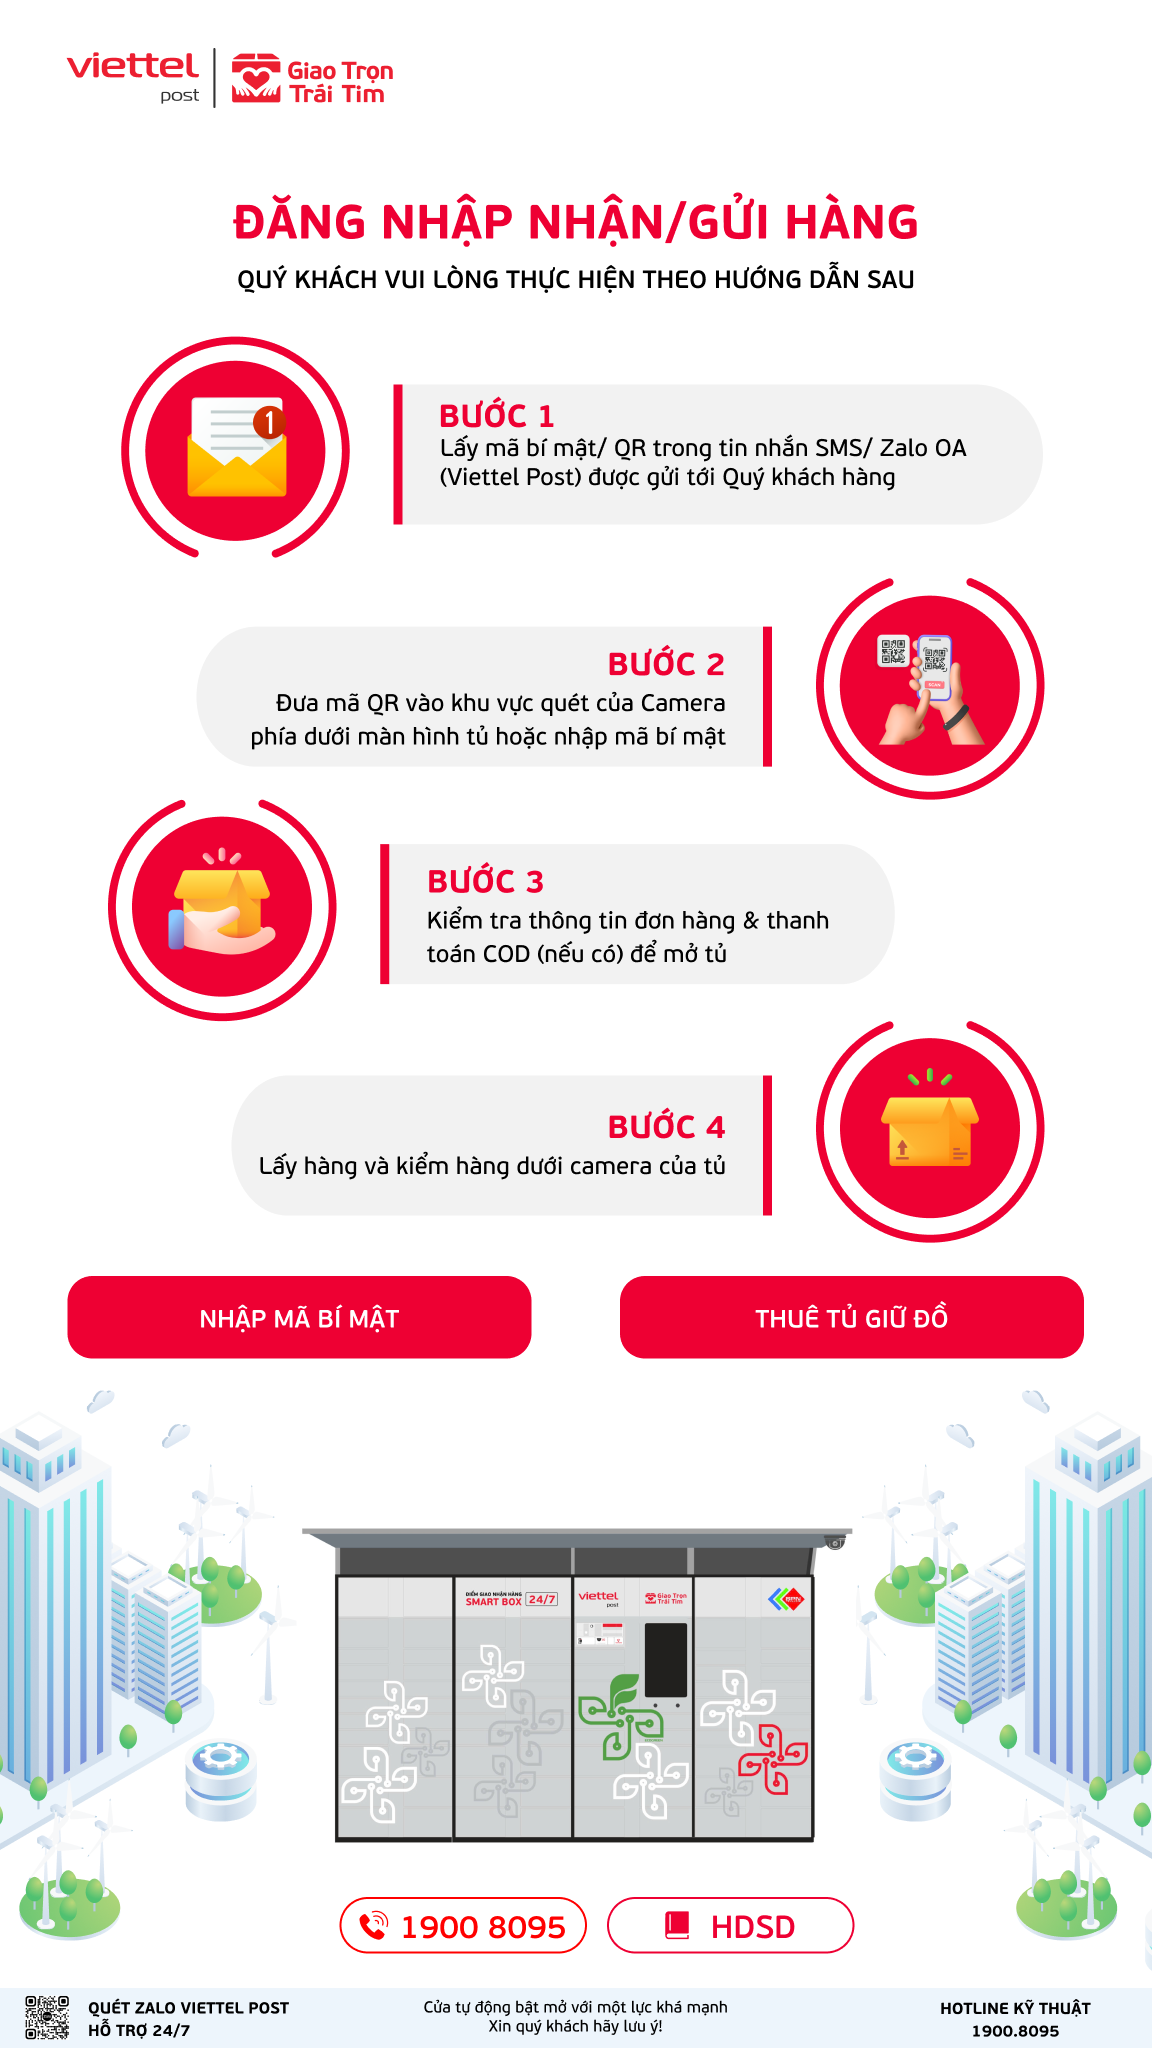 viettel
post
Giao Trọn
Trái Tim
ĐĂNG NHẬP NHẬN/GỬI HÀNG
QUÝ KHÁCH VUI LÒNG THỰC HIỆN THEO HƯỚNG DẪN SAU
1
BƯỚC 1
Lấy mã bí mật/ QR trong tin nhắn SMS/ Zalo OA
(Viettel Post) được gửi tới Quý khách hàng
BƯỚC 2
Đưa mã QR vào khu vực quét của Camera
phía dưới màn hình tủ hoặc nhập mã bí mật
BƯỚC 3
Kiểm tra thông tin đơn hàng & thanh
toán COD (nếu có) để mở tủ
BƯỚC 4
Lấy hàng và kiểm hàng dưới camera của tủ
NHẬP MÃ BÍ MẬT
THUÊ TỦ GIỮ ĐỒ
ĐIỂM GIAO NHẬN HÀNG
SMART BOX 24/7
viettel
post
Giao Trọn
Trái Tim
1900 8095
HDSD
QUÉT ZALO VIETTEL POST
HỖ TRỢ 24/7
Cửa tự động bật mở với một lực khá mạnh
Xin quý khách hãy lưu ý!
HOTLINE KỸ THUẬT
1900.8095